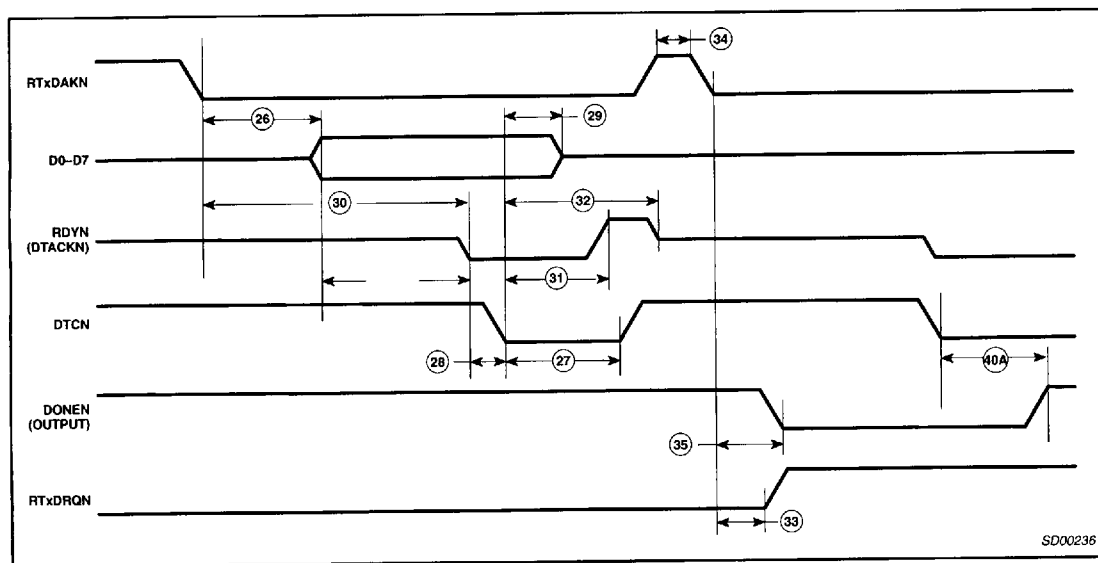 34
RTxDAKN
26
29
D0–D7
30
32
RDYN
(DTACKN)
31
DTCN
28
27
40A
DONEN
(OUTPUT)
35
RTxDRQN
33
SD00236